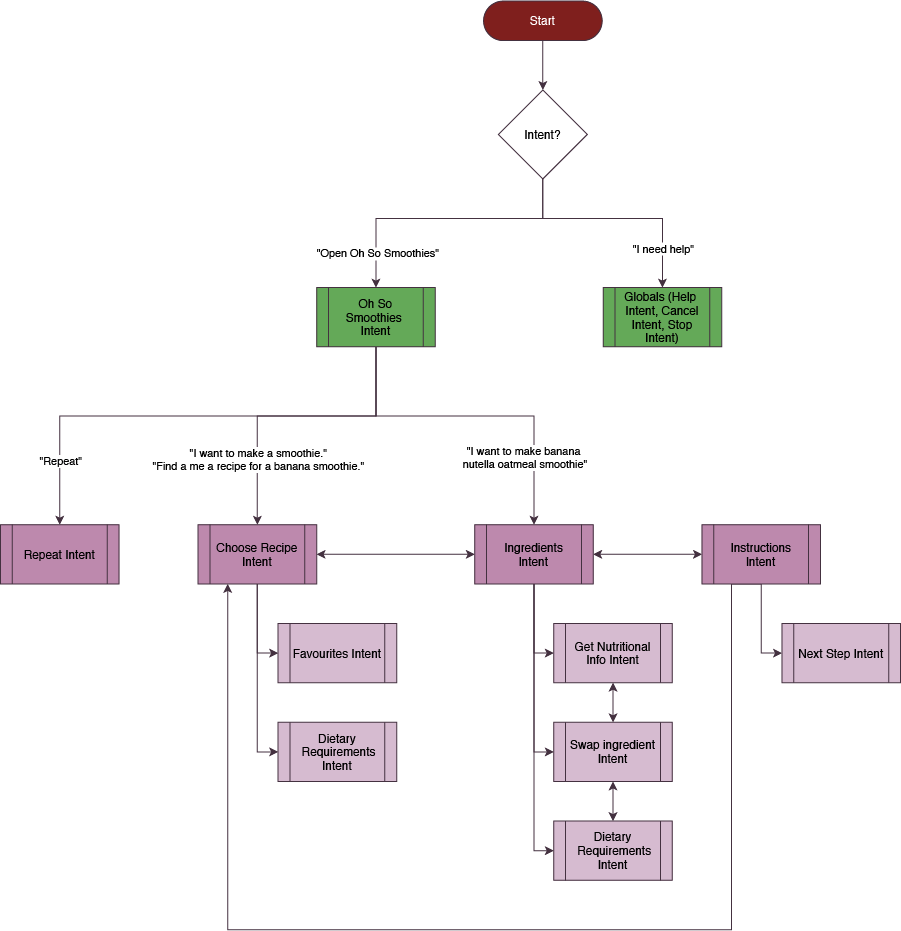 Start
Intent?
"Open Oh So Smoothies"
"I need help"
Oh So
Smoothies
Intent
Globals (Help
Intent, Cancel
Intent, Stop
Intent)
"Repeat"
"I want to make a smoothie."
"Find a me a recipe for a banana smoothie."
"I want to make banana
nutella oatmeal smoothie"
Repeat Intent
Choose Recipe
Intent
Ingredients
Intent
Instructions
Intent
Favourites Intent
Get Nutritional
Info Intent
Next Step Intent
Dietary
Requirements
Intent
Swap ingredient
Intent
Dietary
Requirements
Intent